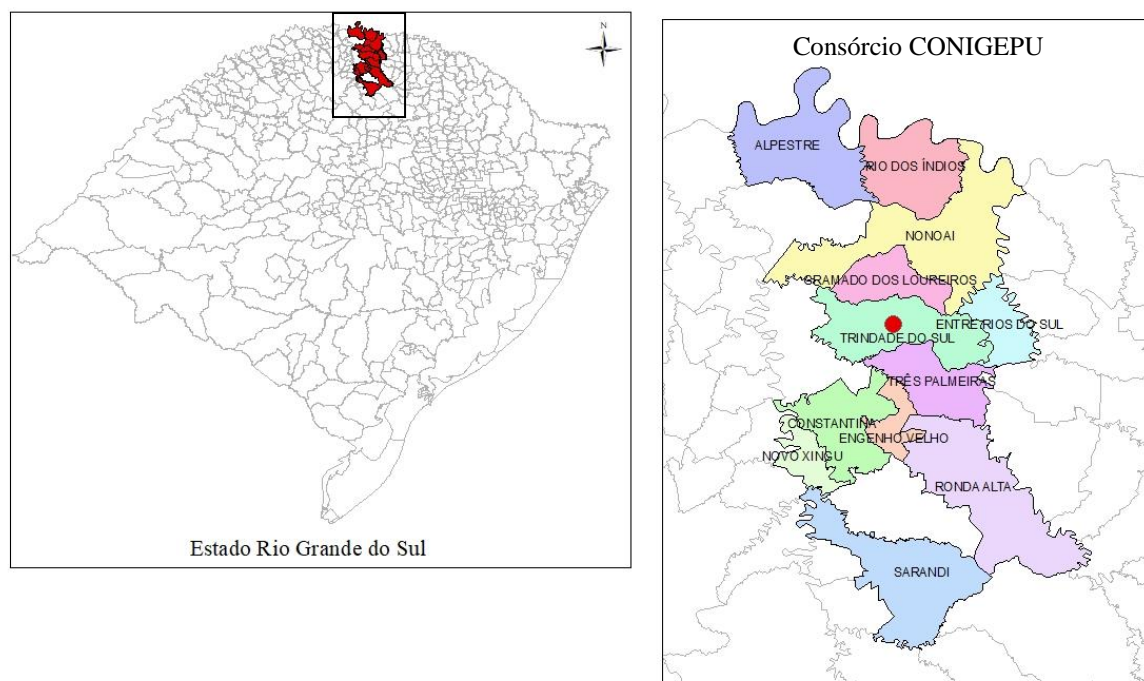 N
Estado Rio Grande do Sul
Consórcio CONIGEPU
ALPESTRE
RIO DOS ÍNDIOS
NONOAI
GRAMADO DOS LOUREIROS
ENTRE RIOS DO SUL
TRINDADE DO SUL
TRÊS PALMEIRAS
CONSTANTINA
ENGENHO VELHO
NOVO XINGU
RONDA ALTA
SARANDI